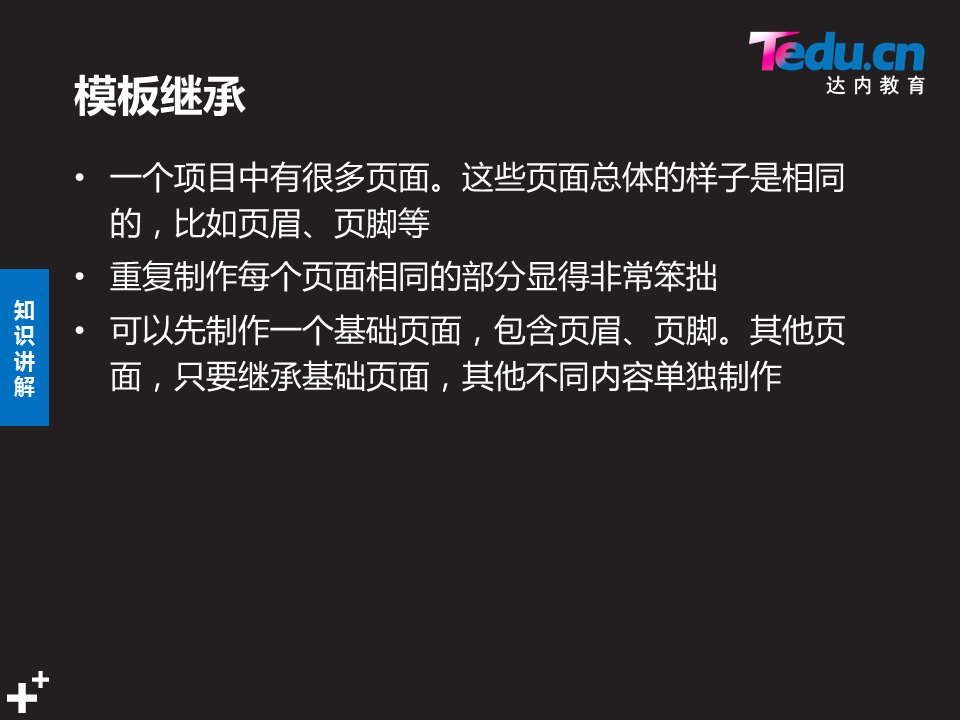 Tedu.cn
达内教育
模板继承
• 一个项目中有很多页面。这些页面总体的样子是相同
的，比如页眉、页脚等
• 重复制作每个页面相同的部分显得非常笨拙
• 可以先制作一个基础页面，包含页眉、页脚。其他页
面，只要继承基础页面，其他不同内容单独制作
知
识
讲
解